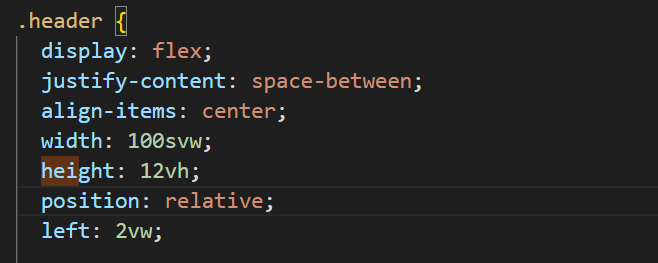 .header {
display: flex;
justify-content: space-between;
align-items: center;
width: 100svw;
height: 12vh;
position: relative;
left: 2vw;